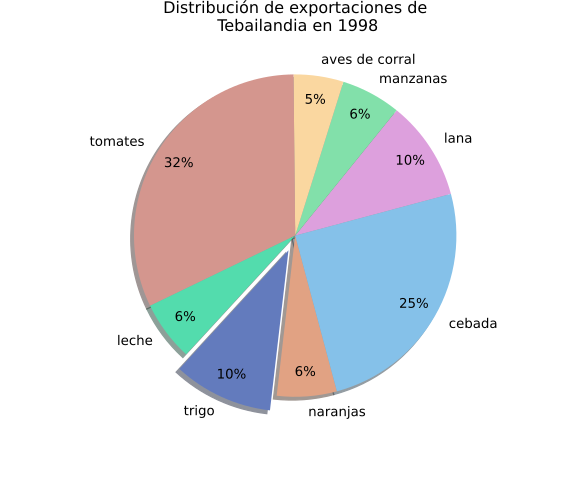 Distribución de exportaciones de
Tebailandia en 1998
aves de corral
manzanas
5%
6%
lana
tomates
10%
32%
25%
cebada
6%
leche
6%
10%
trigo
naranjas